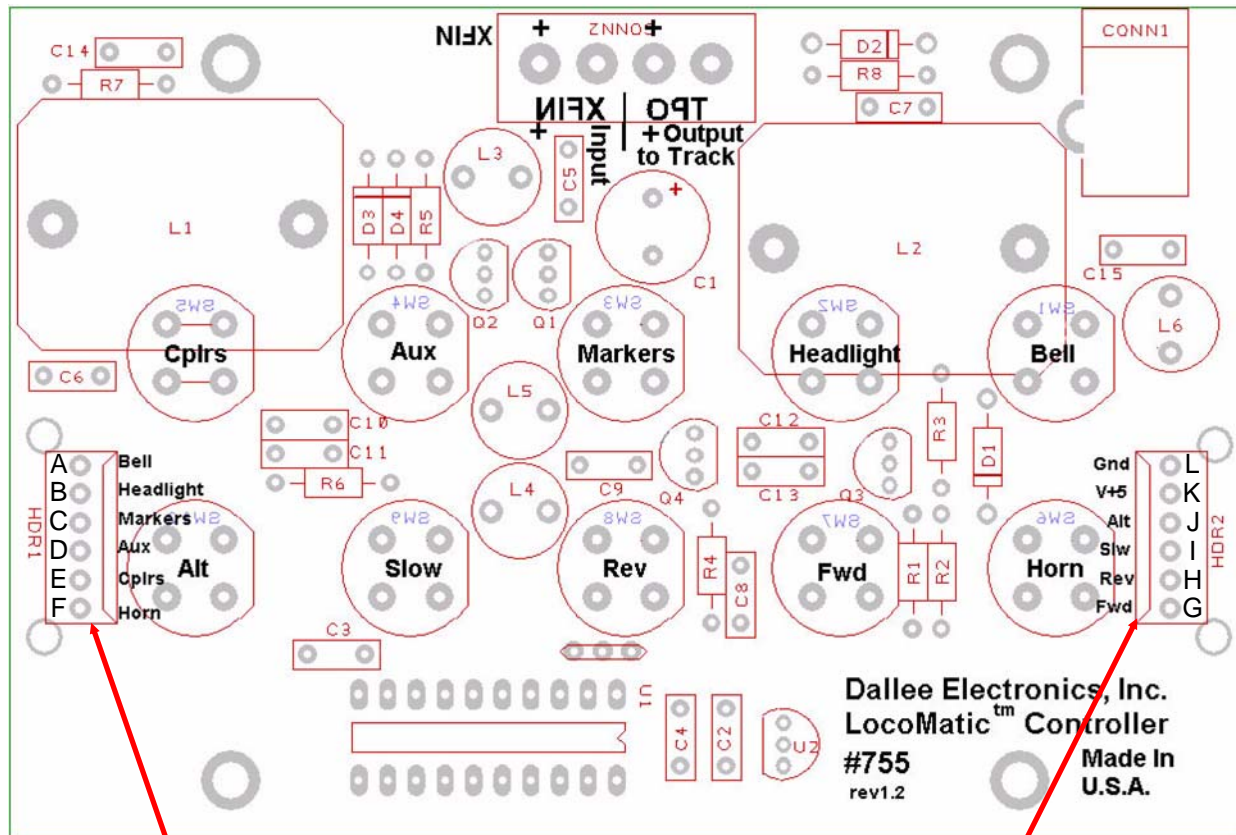 C14
R7
XFIN
+
CONN2
+
XFIN
TPO
+
Input
+ Output
to Track
D2
R8
C7
CONN1
L3
C5
+
C1
D3
D4
R5
L1
L2
C15
L6
Q2
Q1
SW5
Cplrs
SW4
Aux
SW3
Markers
SW2
Headlight
SW1
Bell
C6
L5
C10
C11
R6
L4
C9
Q4
C12
C13
Q3
R3
D1
HDR1
A Bell
B Headlight
C Markers
D Aux
E Cplrs
F Horn
Alt
SW9
Slow
SW8
Rev
R4
C8
SW7
Fwd
R1
R2
SW6
Horn
Gnd L
V+5 K
Alt J
Slw I
Rev H
Fwd G
HDR2
C3
U1
C4
C2
U2
Dallee Electronics, Inc.
LocoMatic tm Controller
#755
rev1.2
Made In
U.S.A.